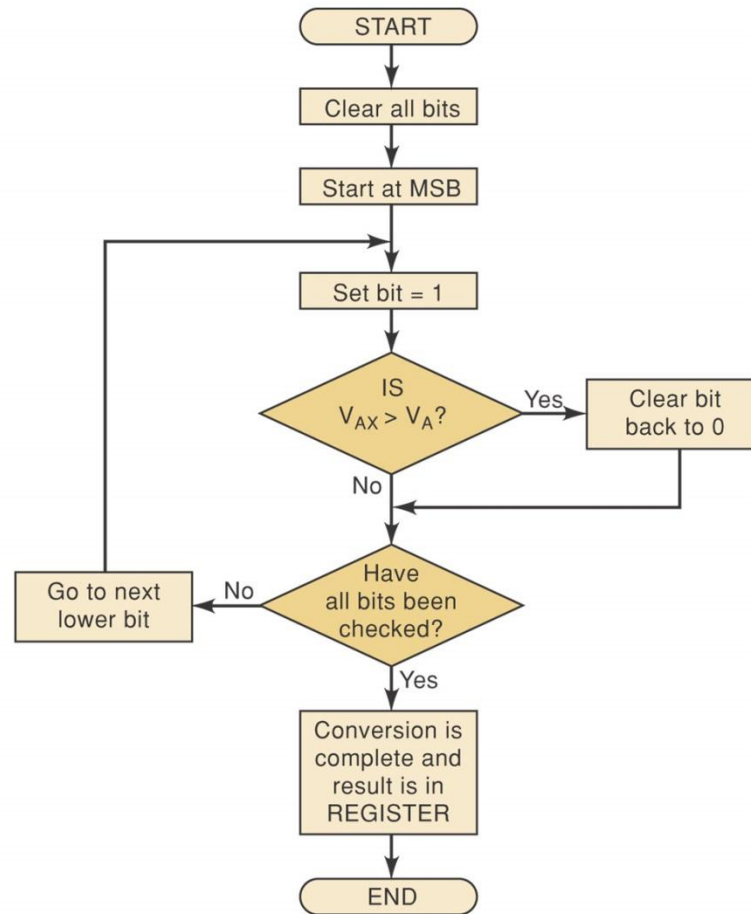 START
Clear all bits
Start at MSB
Set bit = 1
IS
V_AX > V_A?
Yes
Clear bit
back to 0
No
Have
all bits been
checked?
No
Go to next
lower bit
Yes
Conversion is
complete and
result is in
REGISTER
END